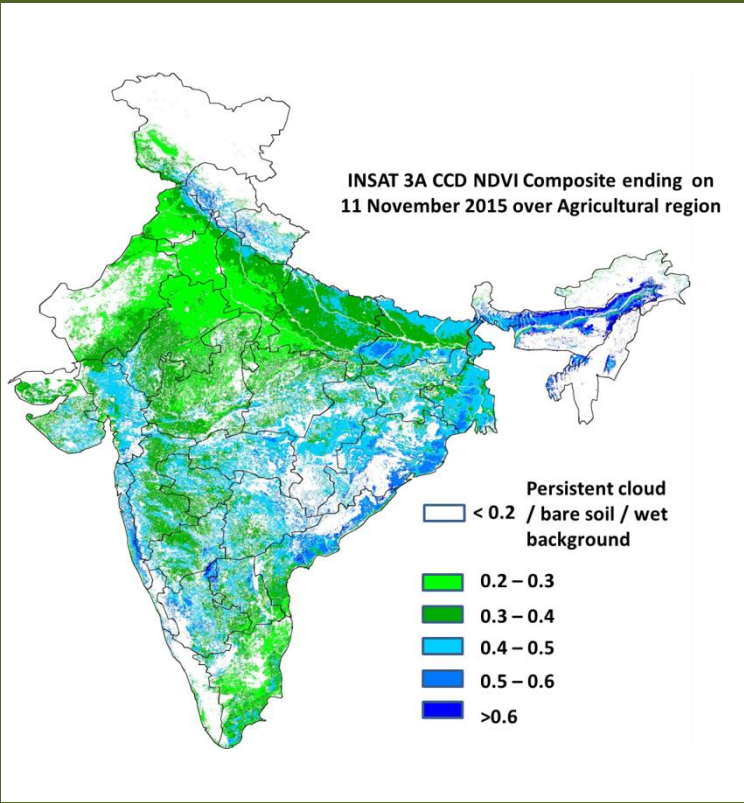 INSAT 3A CCD NDVI Composite ending on
11 November 2015 over Agricultural region
Persistent cloud
< 0.2 / bare soil / wet
background
0.2 – 0.3
0.3 – 0.4
0.4 – 0.5
0.5 – 0.6
>0.6